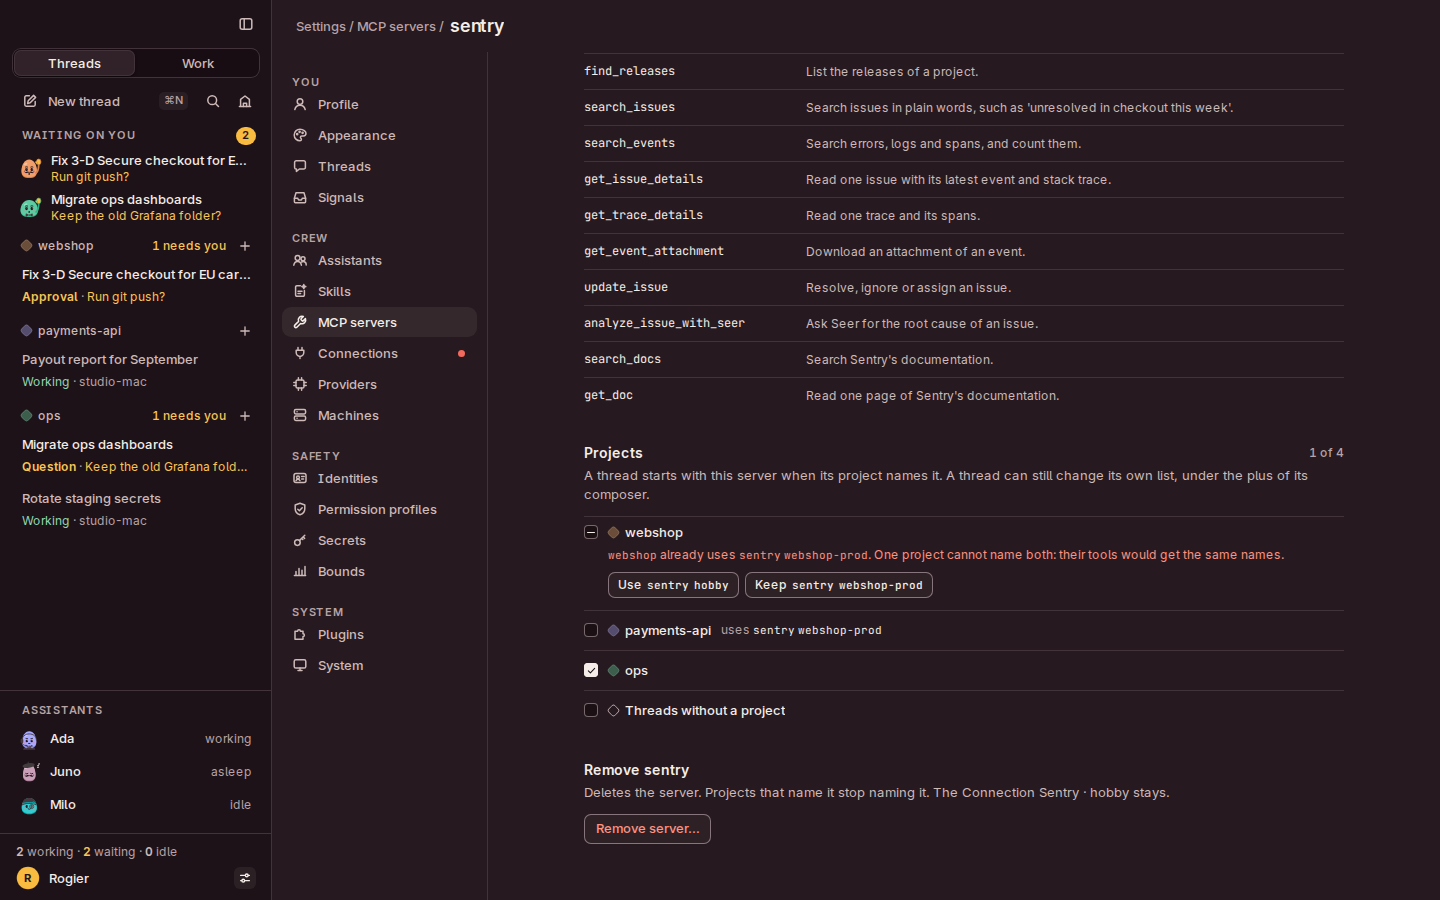 Settings / MCP servers / sentry
Threads
Work
New thread
⌘N
WAITING ON YOU
2
Fix 3-D Secure checkout for E...
Run git push?
Migrate ops dashboards
Keep the old Grafana folder?
webshop
1 needs you
Fix 3-D Secure checkout for EU car...
Approval · Run git push?
payments-api
Payout report for September
Working · studio-mac
ops
1 needs you
Migrate ops dashboards
Question · Keep the old Grafana fold...
Rotate staging secrets
Working · studio-mac
ASSISTANTS
Ada
working
Juno
asleep
Milo
idle
2 working · 2 waiting · 0 idle
R
Rogier
YOU
Profile
Appearance
Threads
Signals
CREW
Assistants
Skills
MCP servers
Connections
Providers
Machines
SAFETY
Identities
Permission profiles
Secrets
Bounds
SYSTEM
Plugins
System
find_releases
List the releases of a project.
search_issues
Search issues in plain words, such as 'unresolved in checkout this week'.
search_events
Search errors, logs and spans, and count them.
get_issue_details
Read one issue with its latest event and stack trace.
get_trace_details
Read one trace and its spans.
get_event_attachment
Download an attachment of an event.
update_issue
Resolve, ignore or assign an issue.
analyze_issue_with_seer
Ask Seer for the root cause of an issue.
search_docs
Search Sentry's documentation.
get_doc
Read one page of Sentry's documentation.
Projects
1 of 4
A thread starts with this server when its project names it. A thread can still change its own list, under the plus of its
composer.
webshop
webshop already uses sentry webshop-prod. One project cannot name both: their tools would get the same names.
Use sentry hobby
Keep sentry webshop-prod
payments-api
uses sentry webshop-prod
ops
Threads without a project
Remove sentry
Deletes the server. Projects that name it stop naming it. The Connection Sentry · hobby stays.
Remove server...